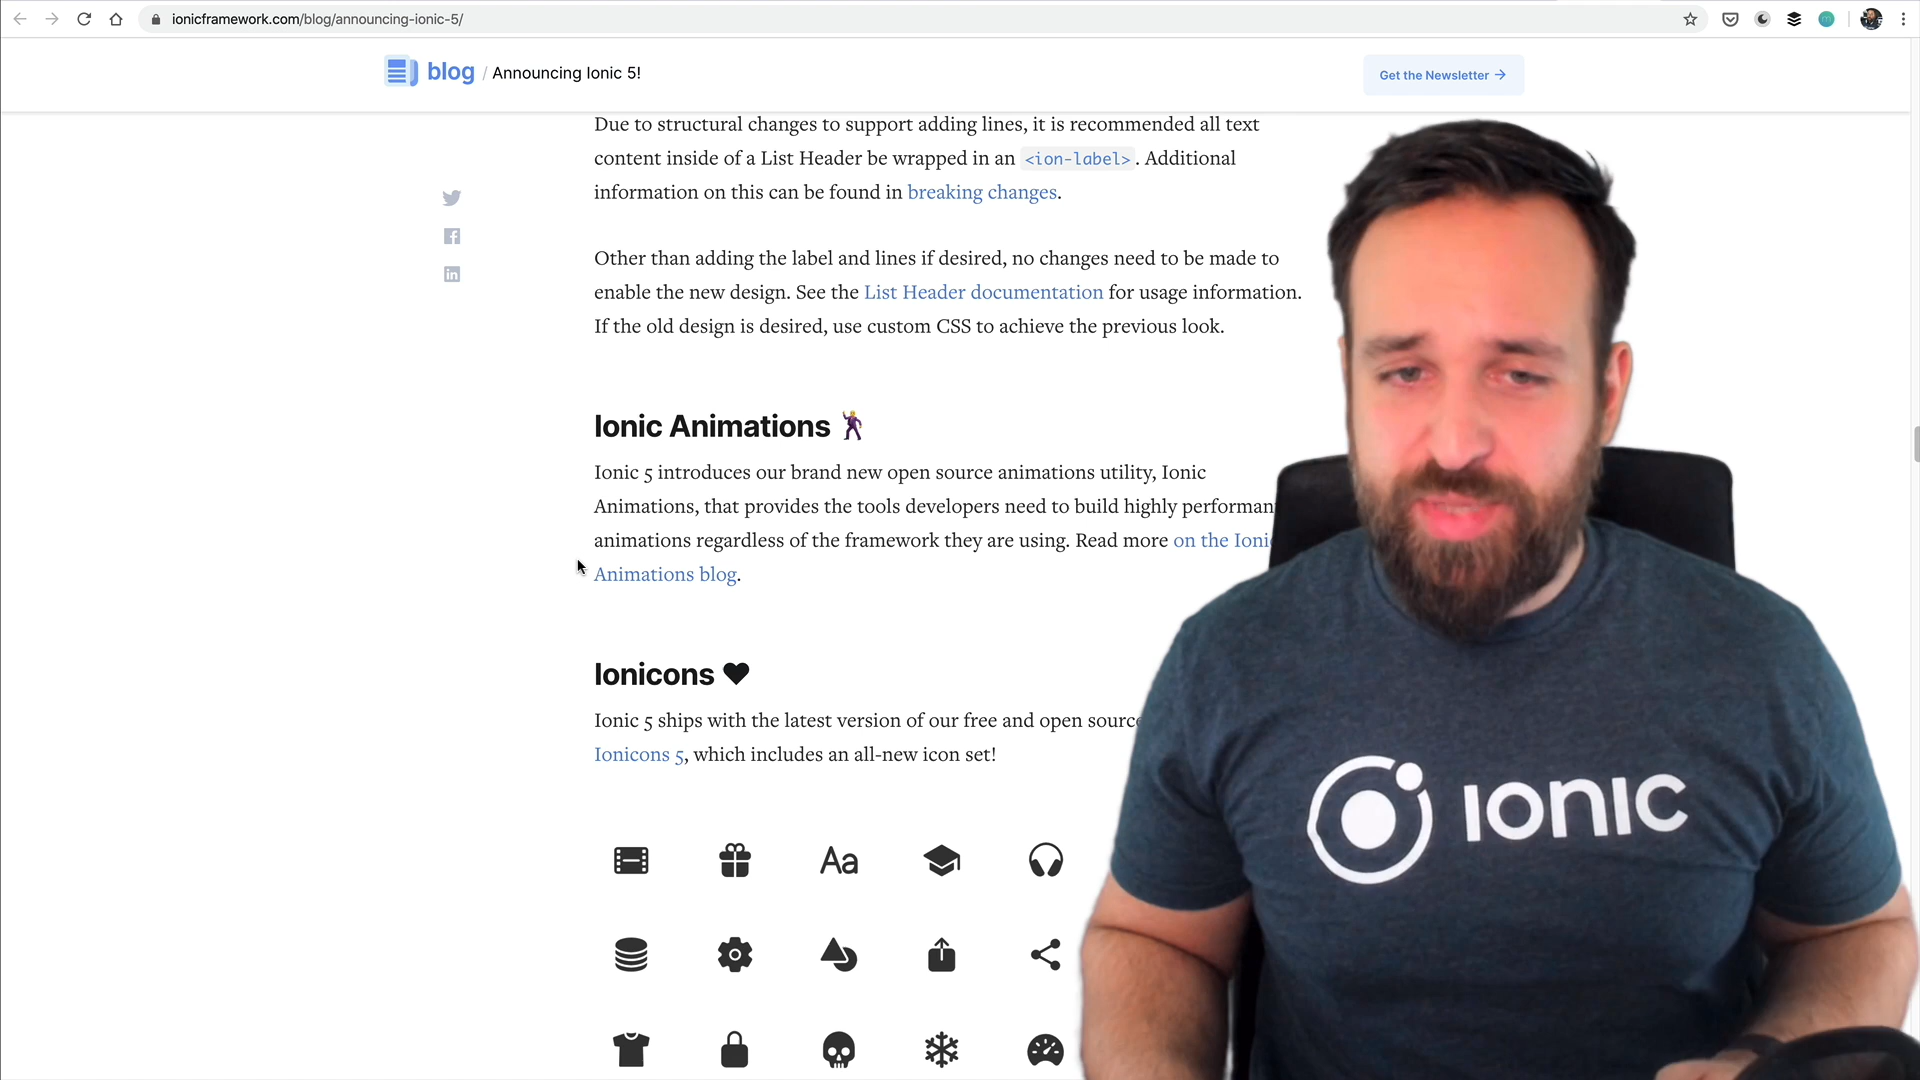 ionicframework.com/blog/announcing-ionic-5/
blog / Announcing Ionic 5!
Get the Newsletter →
Due to structural changes to support adding lines, it is recommended all text
content inside of a List Header be wrapped in an <ion-label>. Additional
information on this can be found in breaking changes.
Other than adding the label and lines if desired, no changes need to be made to
enable the new design. See the List Header documentation for usage information.
If the old design is desired, use custom CSS to achieve the previous look.
Ionic Animations
Ionic 5 introduces our brand new open source animations utility, Ionic
Animations, that provides the tools developers need to build highly performan
animations regardless of the framework they are using. Read more on the Ioni
Animations blog.
Ionicons
Ionic 5 ships with the latest version of our free and open source
Ionicons 5, which includes an all-new icon set!
Aa
IONIC